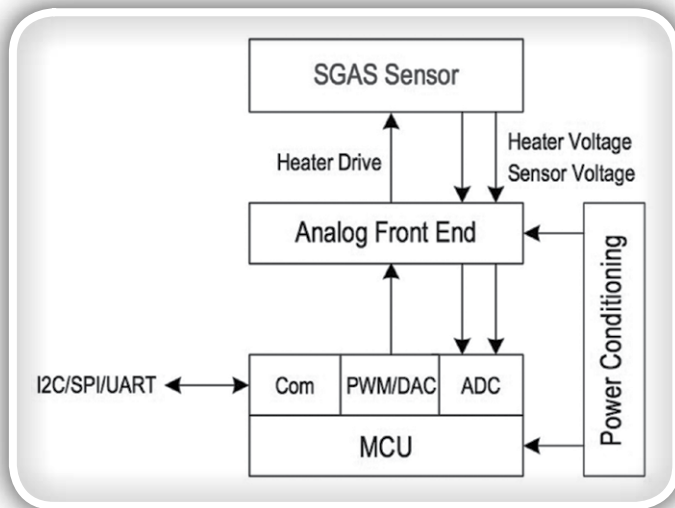 SGAS Sensor
Heater Drive
Heater Voltage
Sensor Voltage
Analog Front End
Power Conditioning
I2C/SPI/UART
Com
PWM/DAC
ADC
MCU